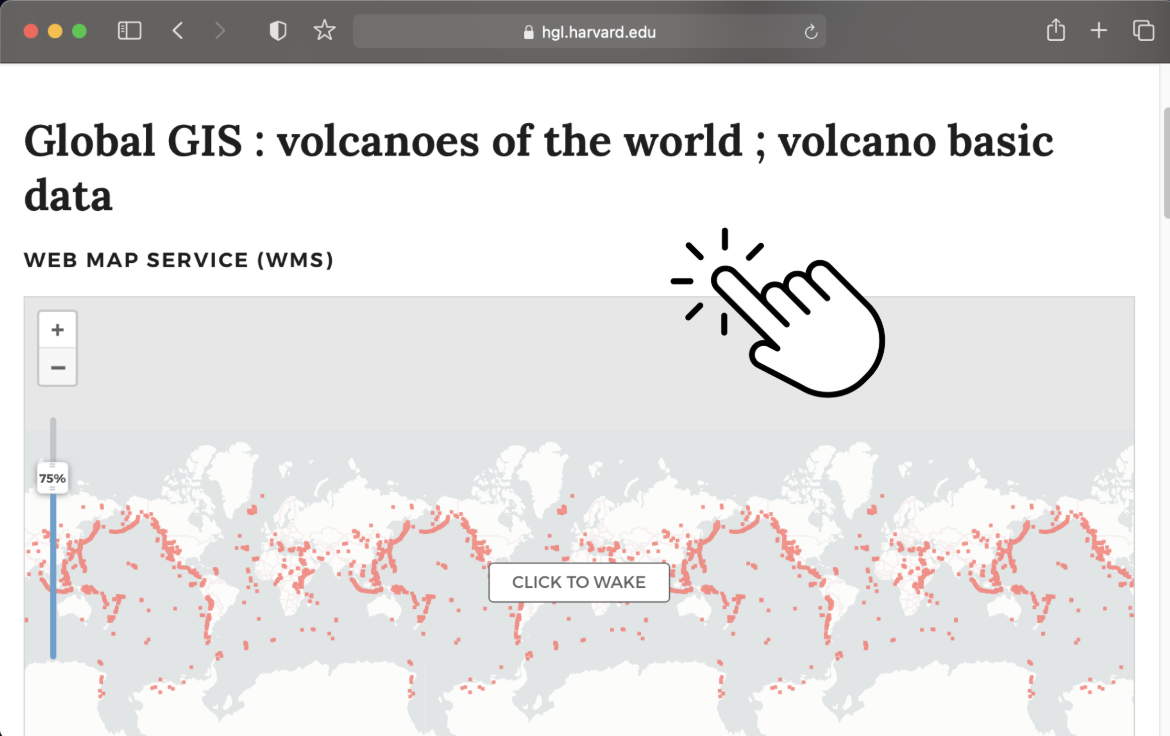 hgl.harvard.edu
Global GIS : volcanoes of the world ; volcano basic
data
WEB MAP SERVICE (WMS)
+
−
75%
CLICK TO WAKE